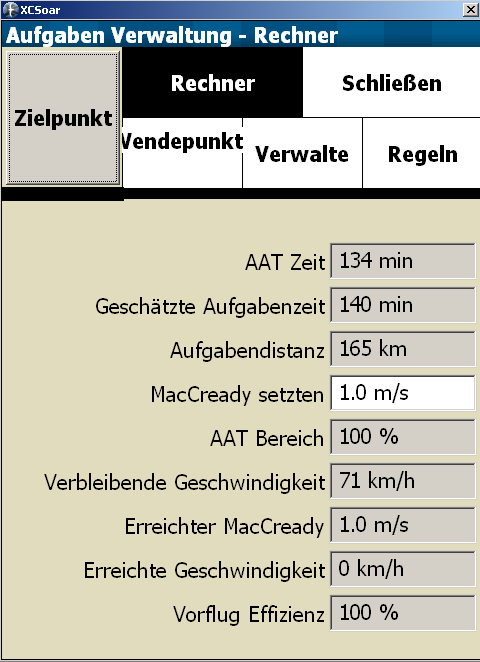 XCSoar
Aufgaben Verwaltung - Rechner
Zielpunkt
Rechner
Schließen
Wendepunkt
Verwalte
Regeln
AAT Zeit 134 min
Geschätzte Aufgabenzeit 140 min
Aufgabendistanz 165 km
MacCready setzten 1.0 m/s
AAT Bereich 100 %
Verbleibende Geschwindigkeit 71 km/h
Erreichter MacCready 1.0 m/s
Erreichte Geschwindigkeit 0 km/h
Vorflug Effizienz 100 %